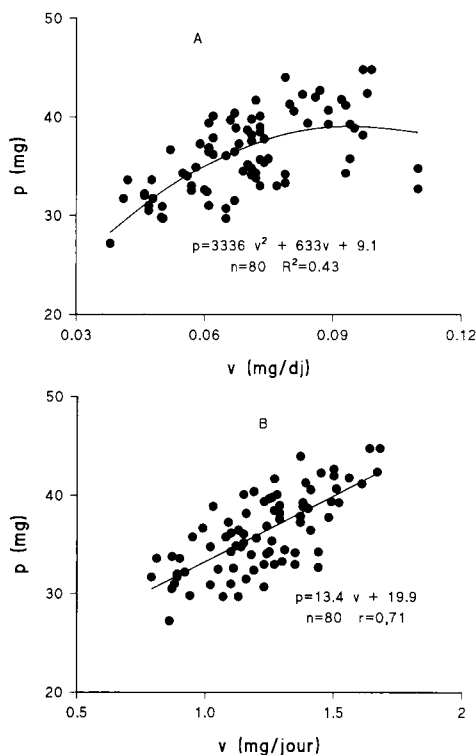 A
50
40
30
20
p (mg)
p=3336 v² + 633v + 9.1
n=80 R²=0.43
0.03 0.06 0.09 0.12
v (mg/dj)
B
50
40
30
20
p (mg)
p=13.4 v + 19.9
n=80 r=0,71
0.5 1.0 1.5 2
v (mg/jour)